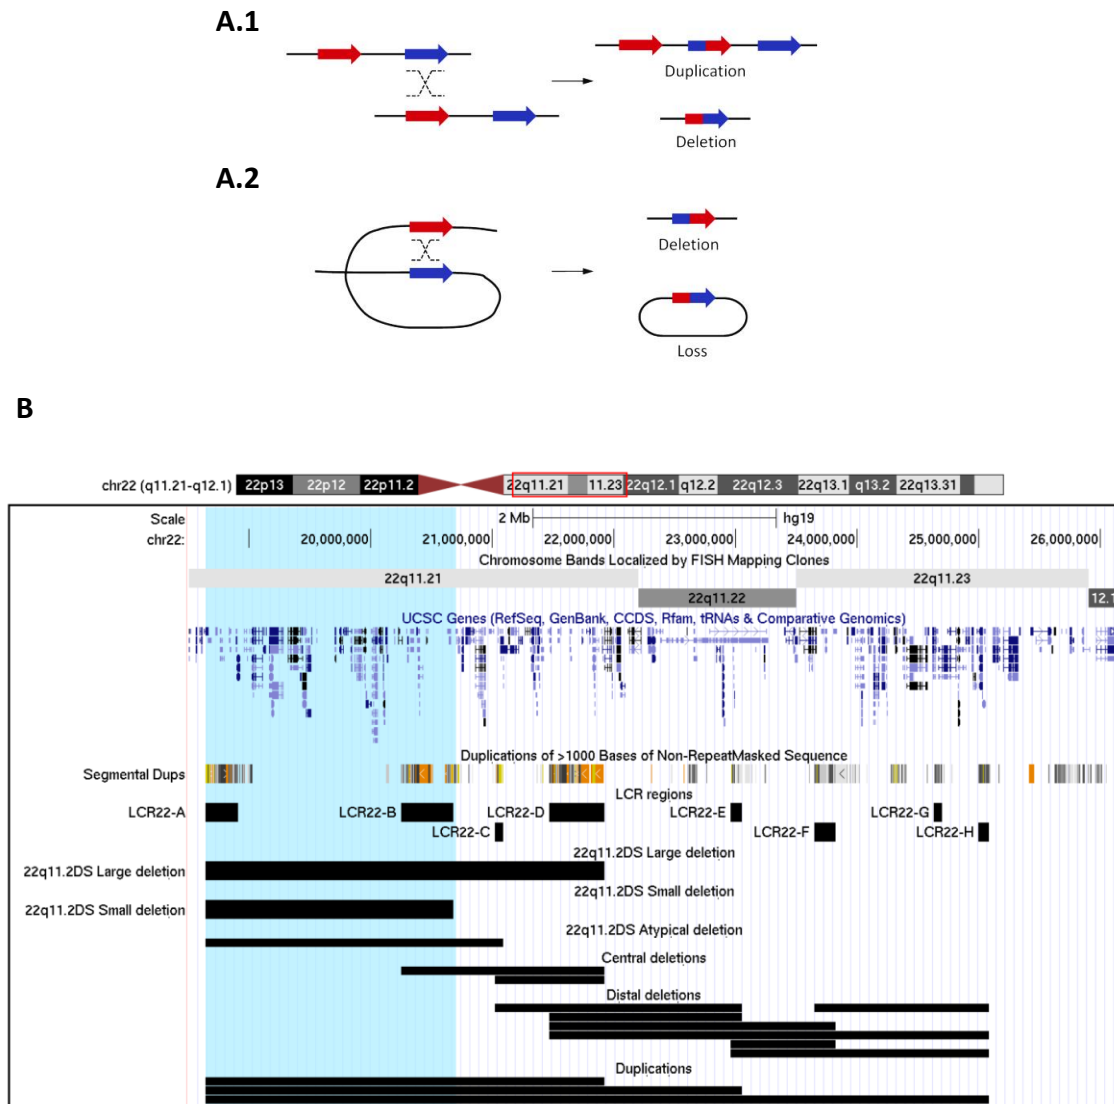 A.1
Duplication
Deletion
A.2
Deletion
Loss
B
chr22 (q11.21-q12.1) 22p13 22p12 22p11.2 22q11.21 11.23 22q12.1 q12.2 22q12.3 22q13.1 q13.2 22q13.31
Scale 2 Mb hg19
chr22: 20,000,000 21,000,000 22,000,000 23,000,000 24,000,000 25,000,000 26,000,000
Chromosome Bands Localized by FISH Mapping Clones
22q11.21 22q11.23
22q11.22 12.1
UCSC Genes (RefSeq, GenBank, CCDS, Rfam, tRNAs & Comparative Genomics)
Duplications of >1000 Bases of Non-RepeatMasked Sequence
Segmental Dups
LCR regions
LCR22-A LCR22-B LCR22-D LCR22-E LCR22-G
LCR22-C LCR22-F LCR22-H
22q11.2DS Large deletion
22q11.2DS Large deletion
22q11.2DS Small deletion
22q11.2DS Small deletion
22q11.2DS Atypical deletion
Central deletions
Distal deletions
Duplications